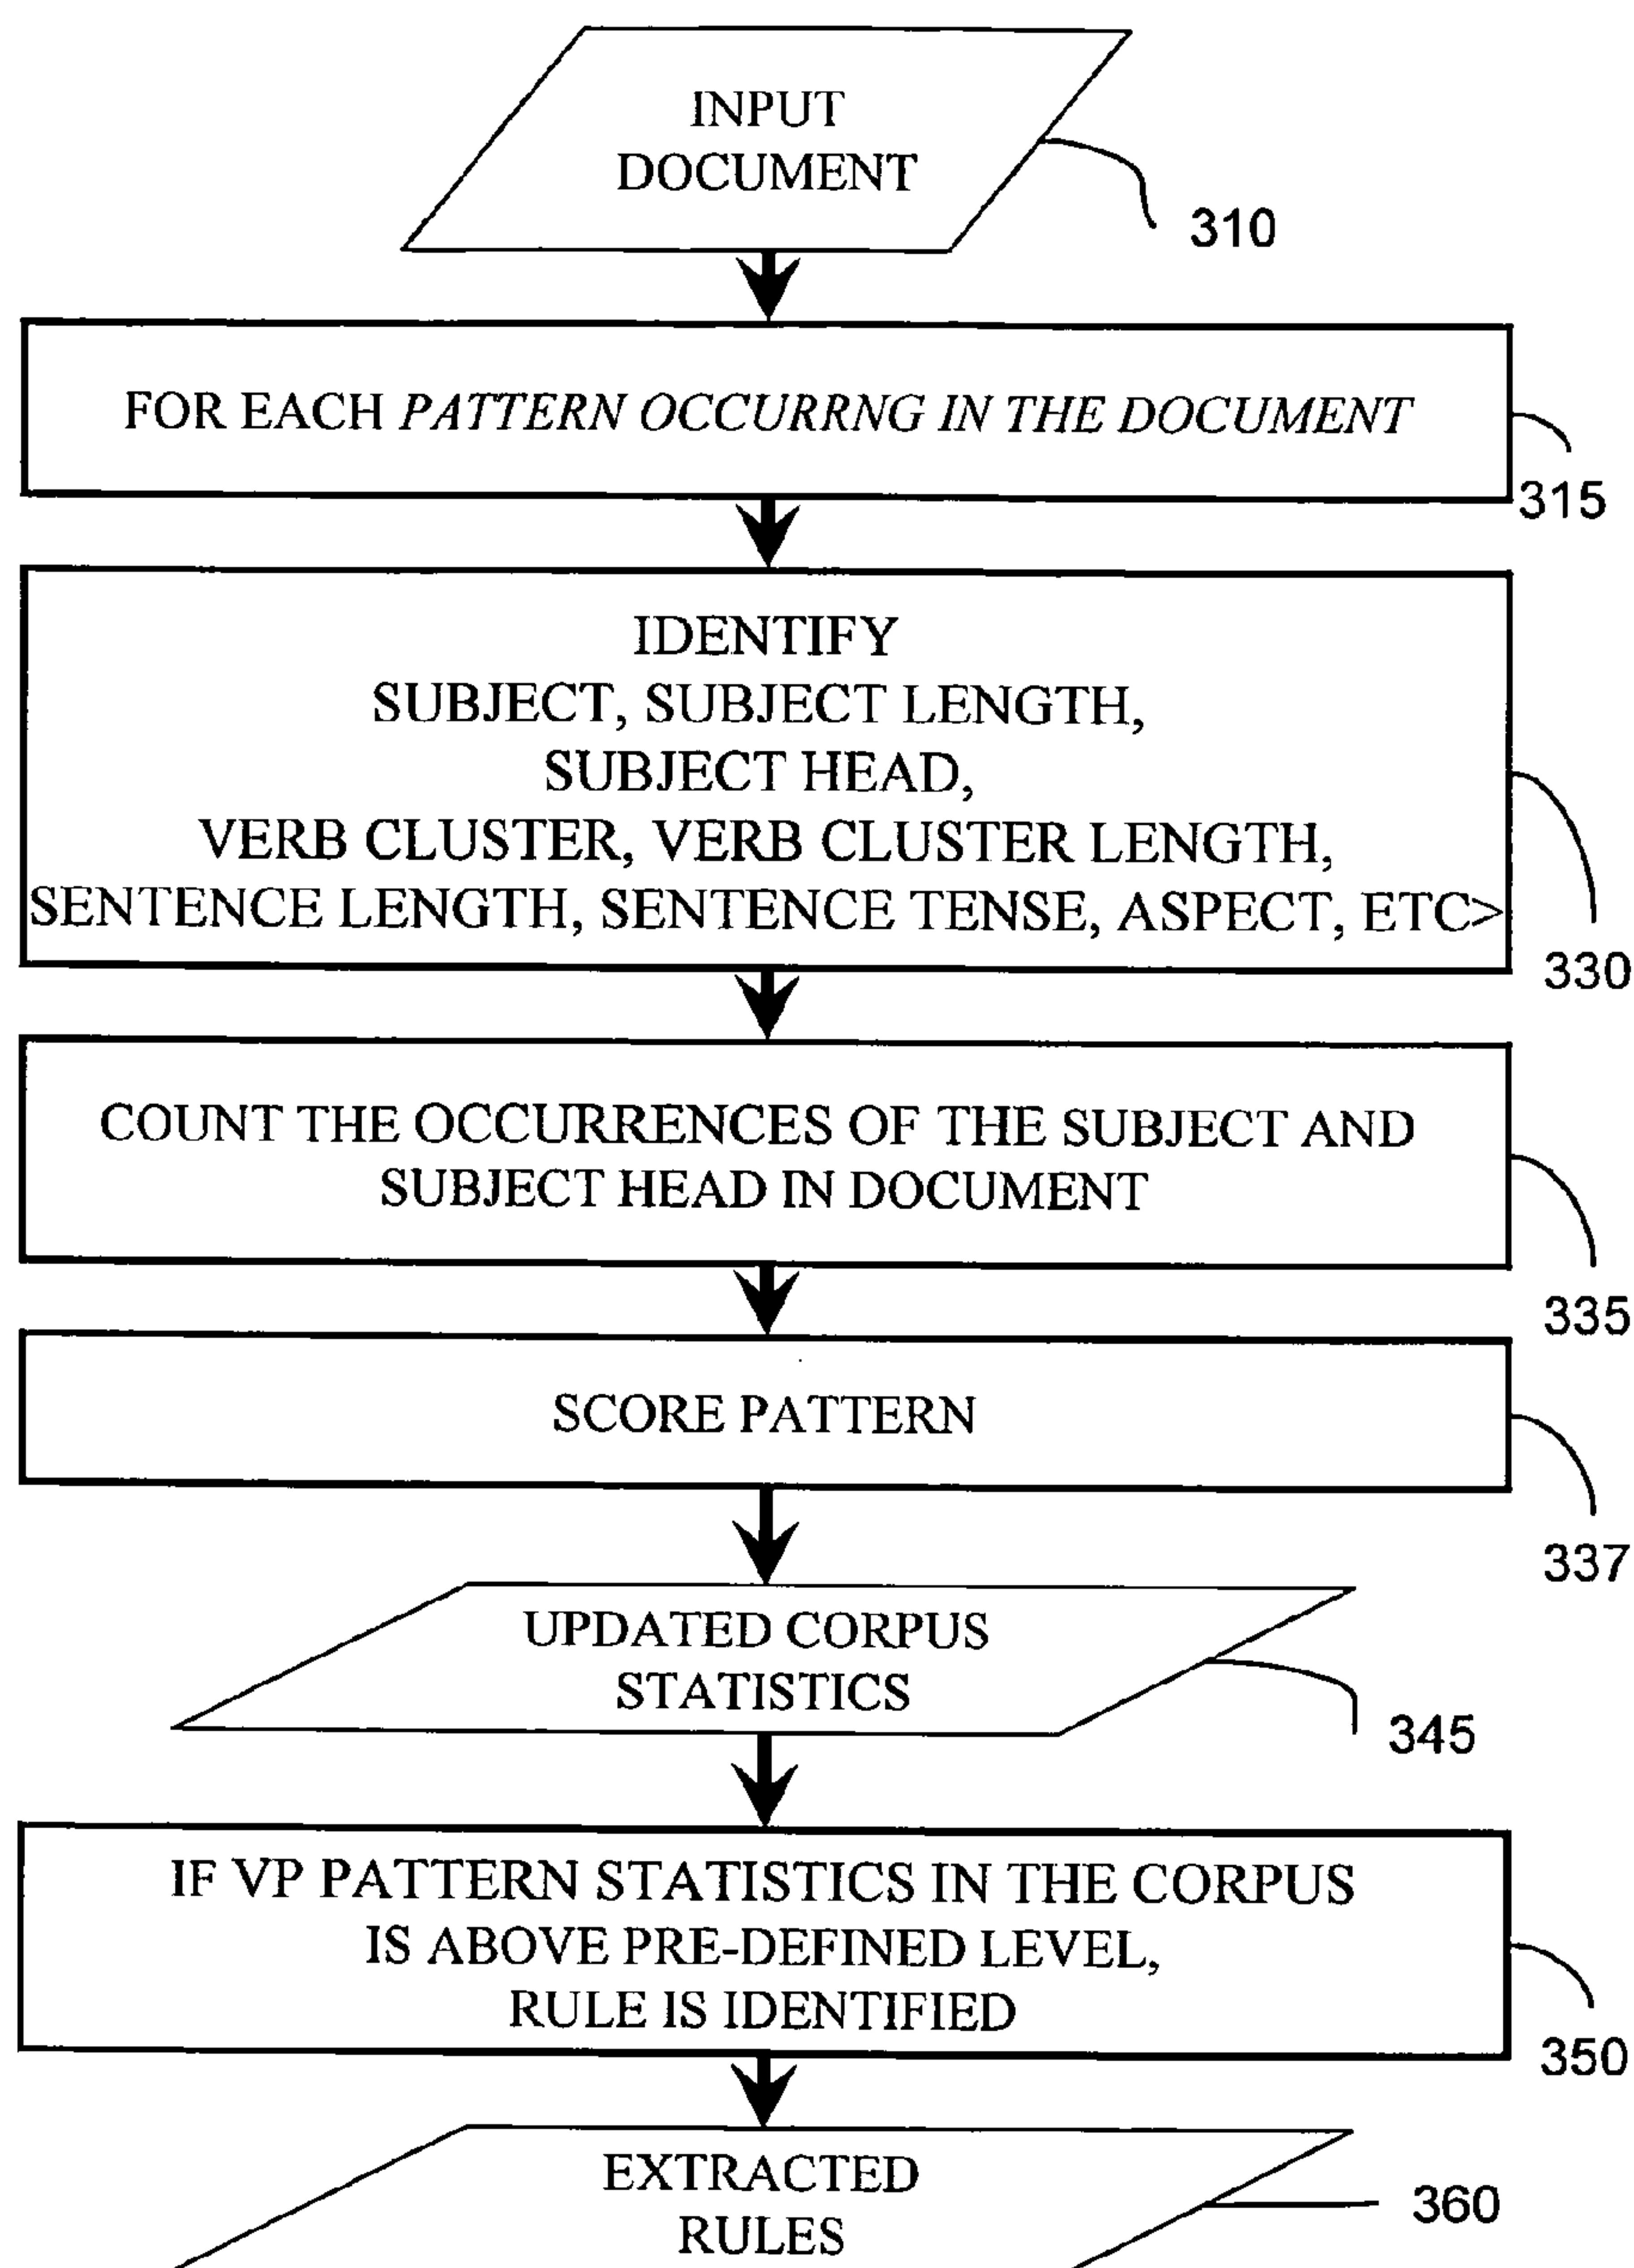 INPUT
DOCUMENT
310
FOR EACH PATTERN OCCURRNG IN THE DOCUMENT
315
IDENTIFY
SUBJECT, SUBJECT LENGTH,
SUBJECT HEAD,
VERB CLUSTER, VERB CLUSTER LENGTH,
SENTENCE LENGTH, SENTENCE TENSE, ASPECT, ETC>
330
COUNT THE OCCURRENCES OF THE SUBJECT AND
SUBJECT HEAD IN DOCUMENT
335
SCORE PATTERN
337
UPDATED CORPUS
STATISTICS
345
IF VP PATTERN STATISTICS IN THE CORPUS
IS ABOVE PRE-DEFINED LEVEL,
RULE IS IDENTIFIED
350
EXTRACTED
RULES
360